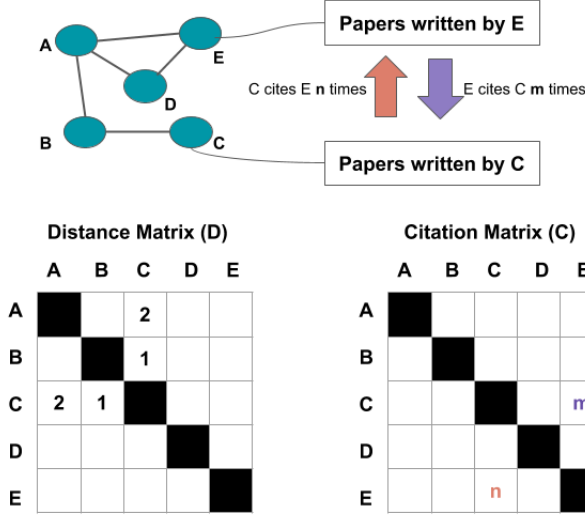 A
E
D
B
C
Papers written by E
C cites E n times
E cites C m times
Papers written by C
Distance Matrix (D)
A B C D E
A 2
B 1
C 2 1
D
E
Citation Matrix (C)
A B C D E
A
B
C m
D
E n